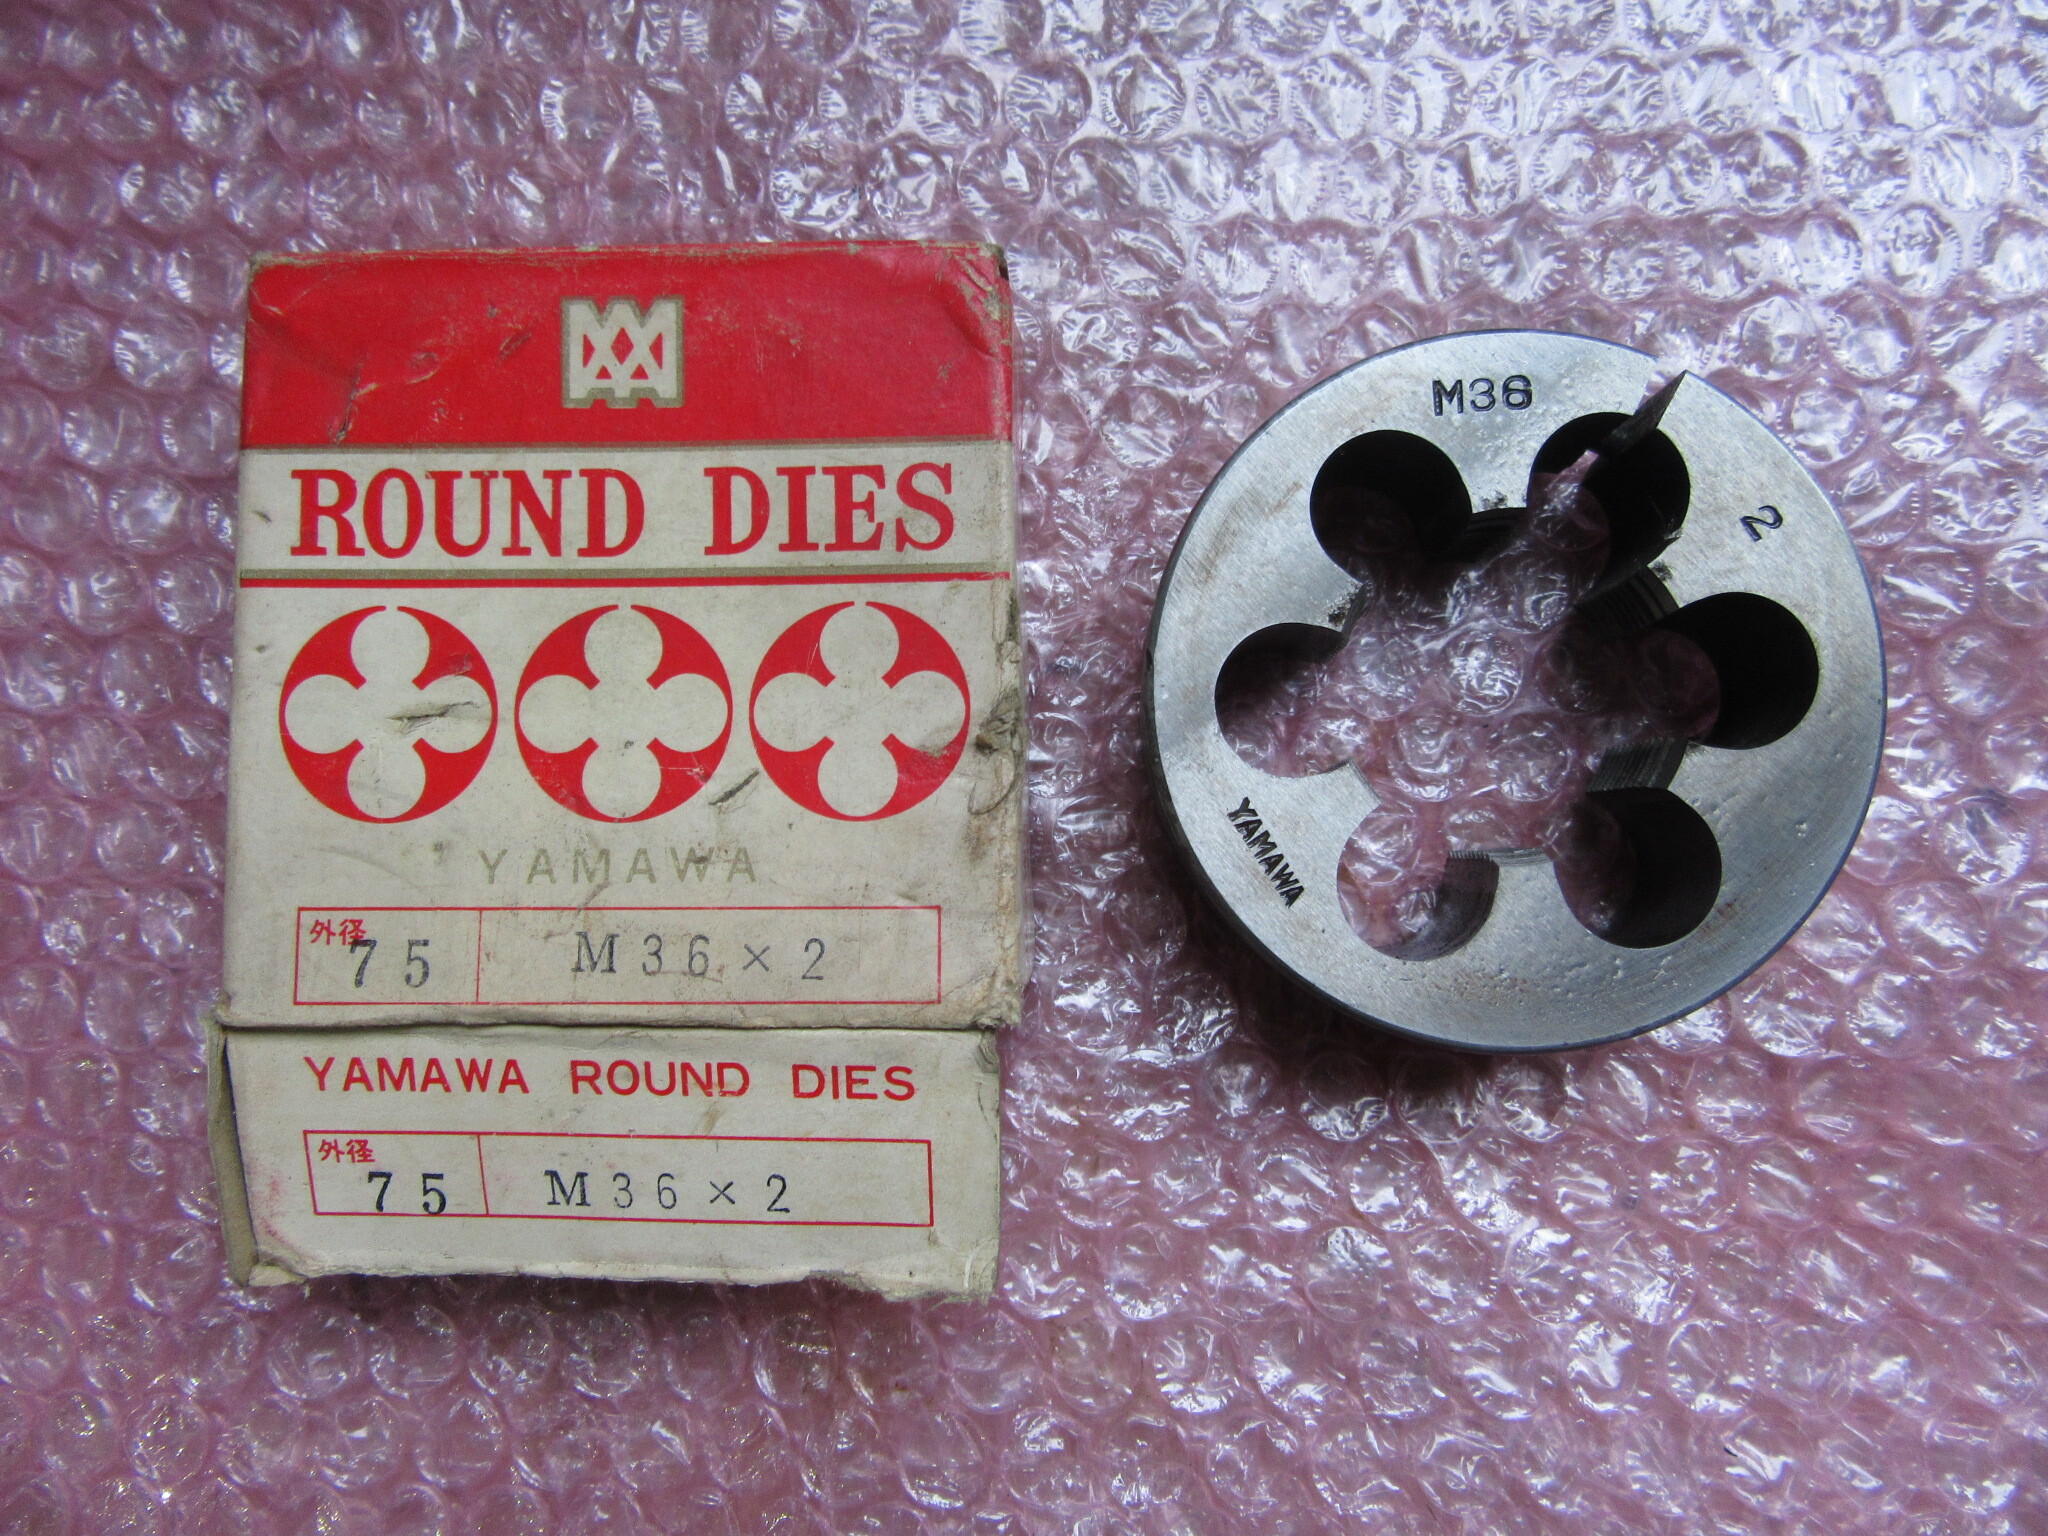 ROUND DIES
YAMAWA
外径
75 M36×2
YAMAWA ROUND DIES
外径
75 M36×2
M36
2
YAMAWA